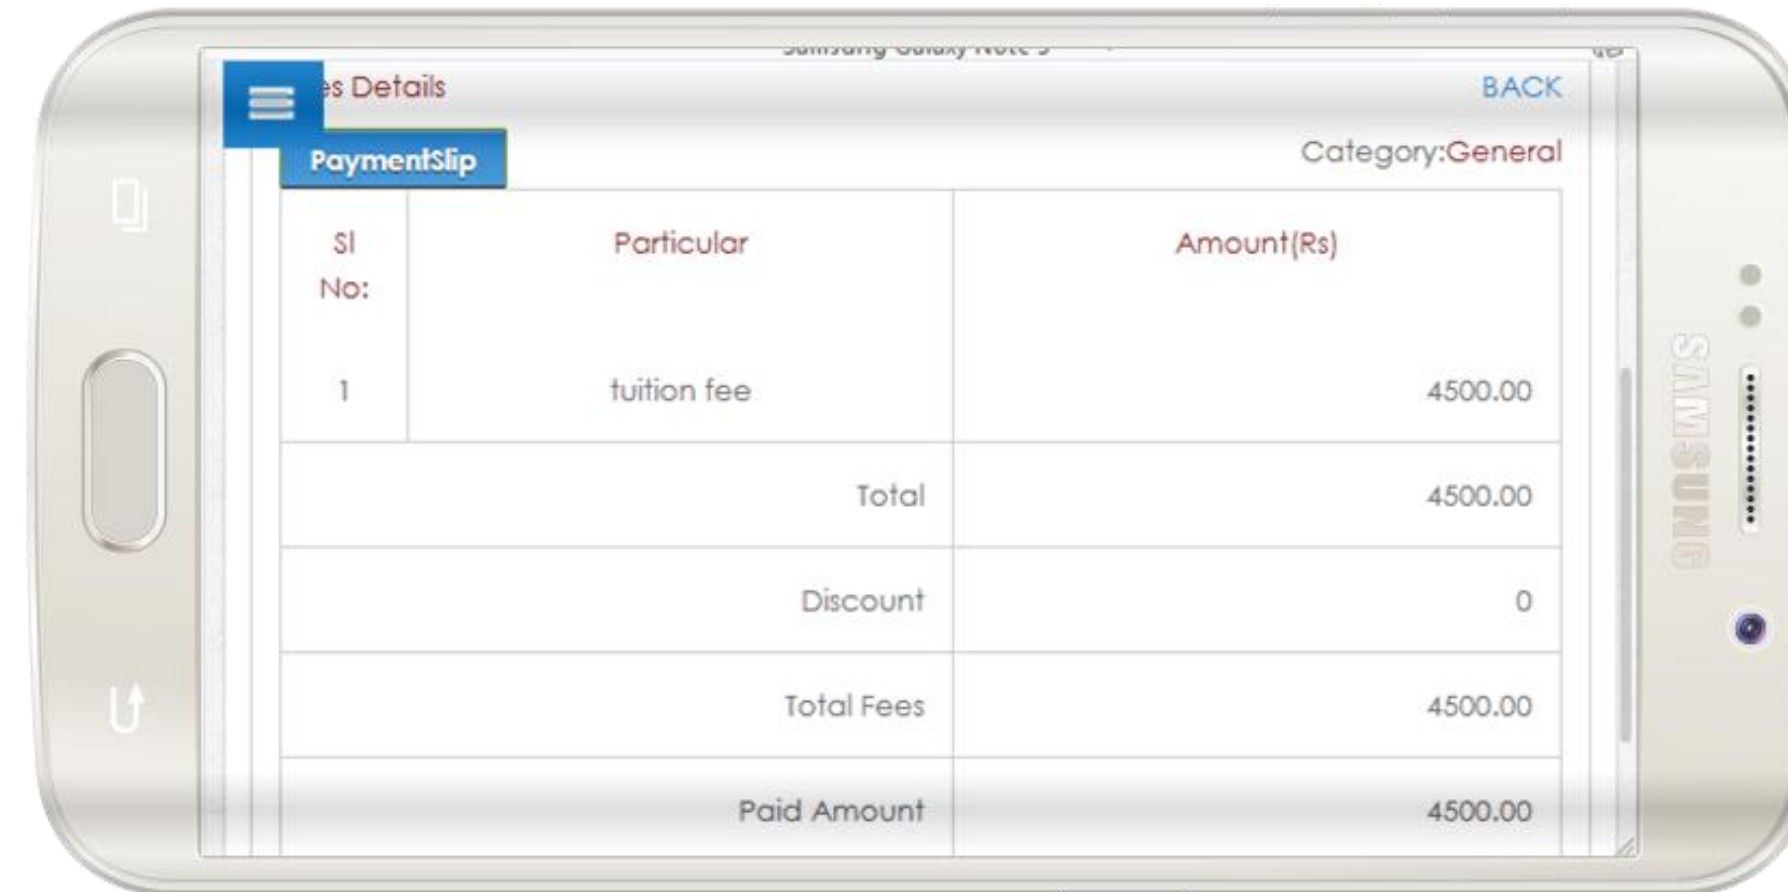 es Details
BACK
PaymentSlip
Category:General
Sl No:
Particular
Amount(Rs)
1
tuition fee
4500.00
Total
4500.00
Discount
0
Total Fees
4500.00
Paid Amount
4500.00
SAMSUNG